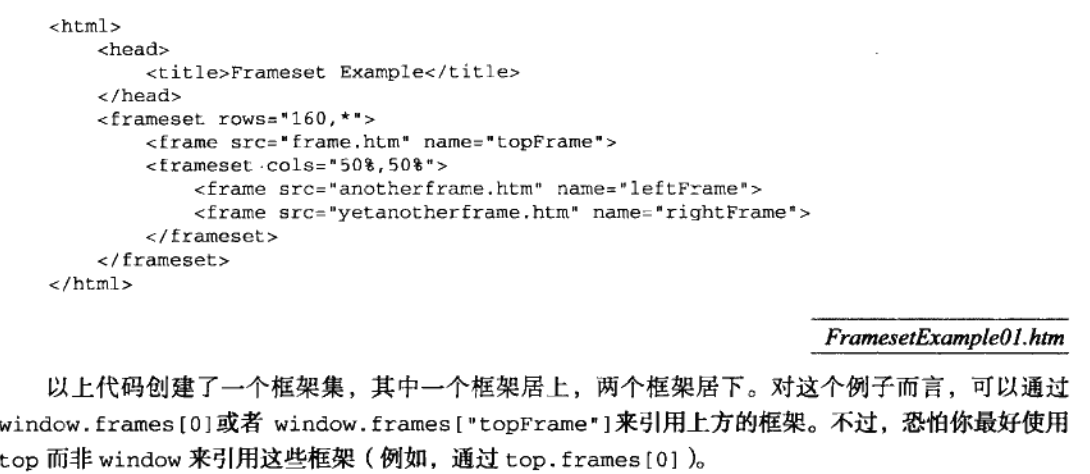 <html>
    <head>
        <title>Frameset Example</title>
    </head>
    <frameset rows="160,*">
        <frame src="frame.htm" name="topFrame">
        <frameset cols="50%,50%">
            <frame src="anotherframe.htm" name="leftFrame">
            <frame src="yetanotherframe.htm" name="rightFrame">
        </frameset>
    </frameset>
</html>
FramesetExample01.htm
以上代码创建了一个框架集，其中一个框架居上，两个框架居下。对这个例子而言，可以通过
window.frames[0]或者 window.frames["topFrame"]来引用上方的框架。不过，恐怕你最好使用
top 而非 window 来引用这些框架（例如，通过 top.frames[0]）。